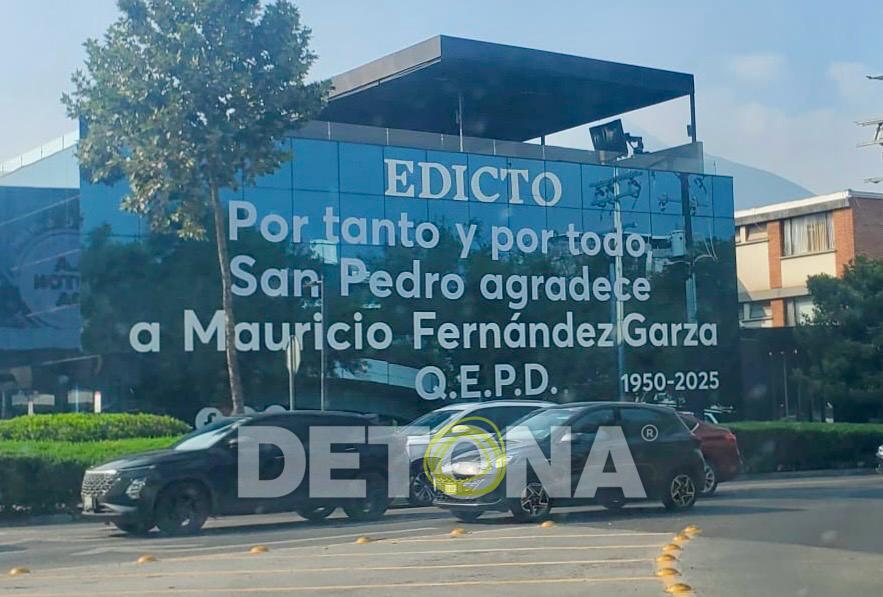 EDICTO
Por tanto y por todo,
San Pedro agradece
a Mauricio Fernández Garza
Q.E.P.D.
1950-2025
DETONA ®